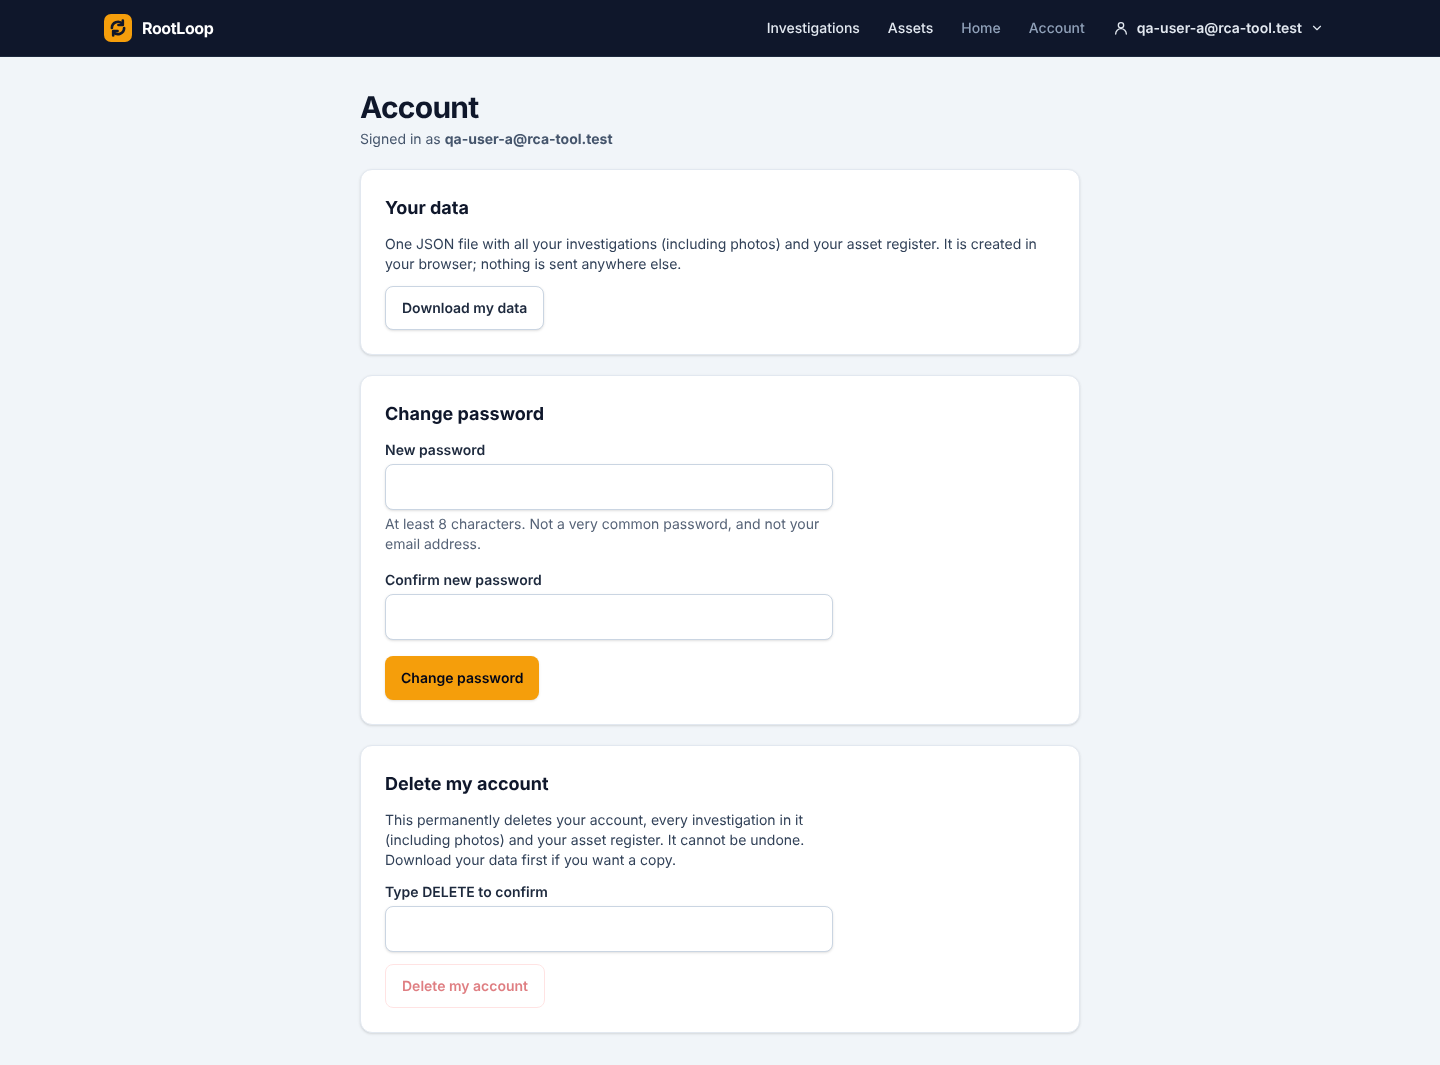 RootLoop
Investigations
Assets
Home
Account
qa-user-a@rca-tool.test
Account
Signed in as qa-user-a@rca-tool.test
Your data
One JSON file with all your investigations (including photos) and your asset register. It is created in
your browser; nothing is sent anywhere else.
Download my data
Change password
New password
At least 8 characters. Not a very common password, and not your
email address.
Confirm new password
Change password
Delete my account
This permanently deletes your account, every investigation in it
(including photos) and your asset register. It cannot be undone.
Download your data first if you want a copy.
Type DELETE to confirm
Delete my account